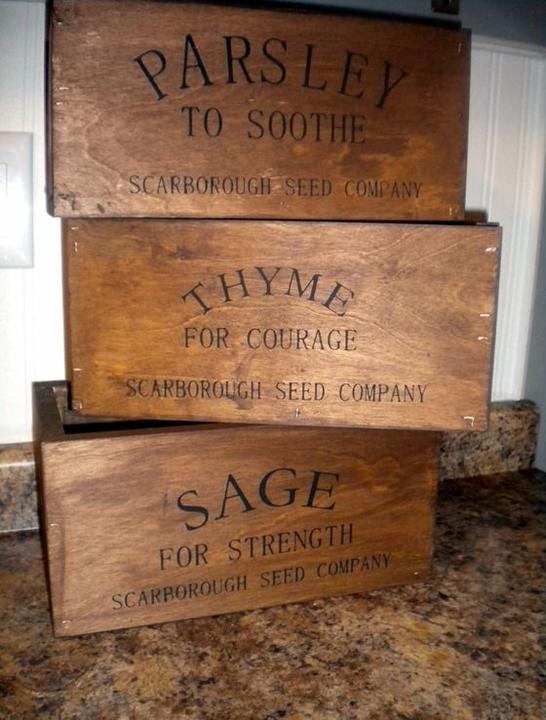 PARSLEY
TO SOOTHE
SCARBOROUGH SEED COMPANY
THYME
FOR COURAGE
SCARBOROUGH SEED COMPANY
SAGE
FOR STRENGTH
SCARBOROUGH SEED COMPANY